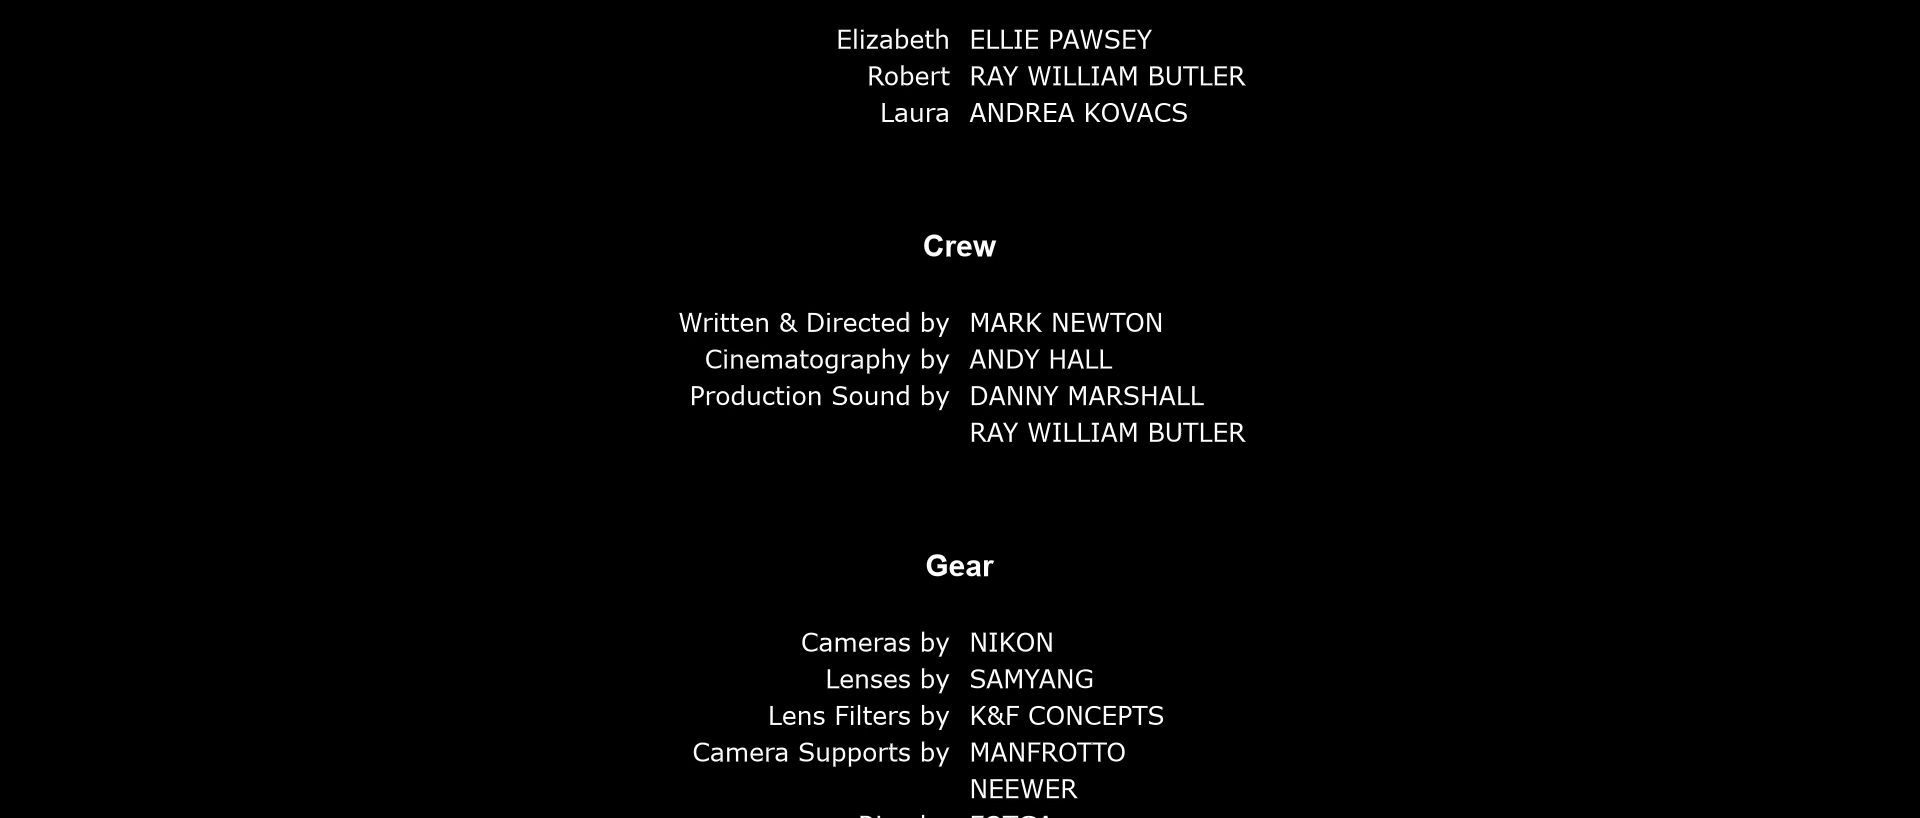 Elizabeth ELLIE PAWSEY
Robert RAY WILLIAM BUTLER
Laura ANDREA KOVACS
Crew
Written & Directed by MARK NEWTON
Cinematography by ANDY HALL
Production Sound by DANNY MARSHALL
RAY WILLIAM BUTLER
Gear
Cameras by NIKON
Lenses by SAMYANG
Lens Filters by K&F CONCEPTS
Camera Supports by MANFROTTO
NEEWER